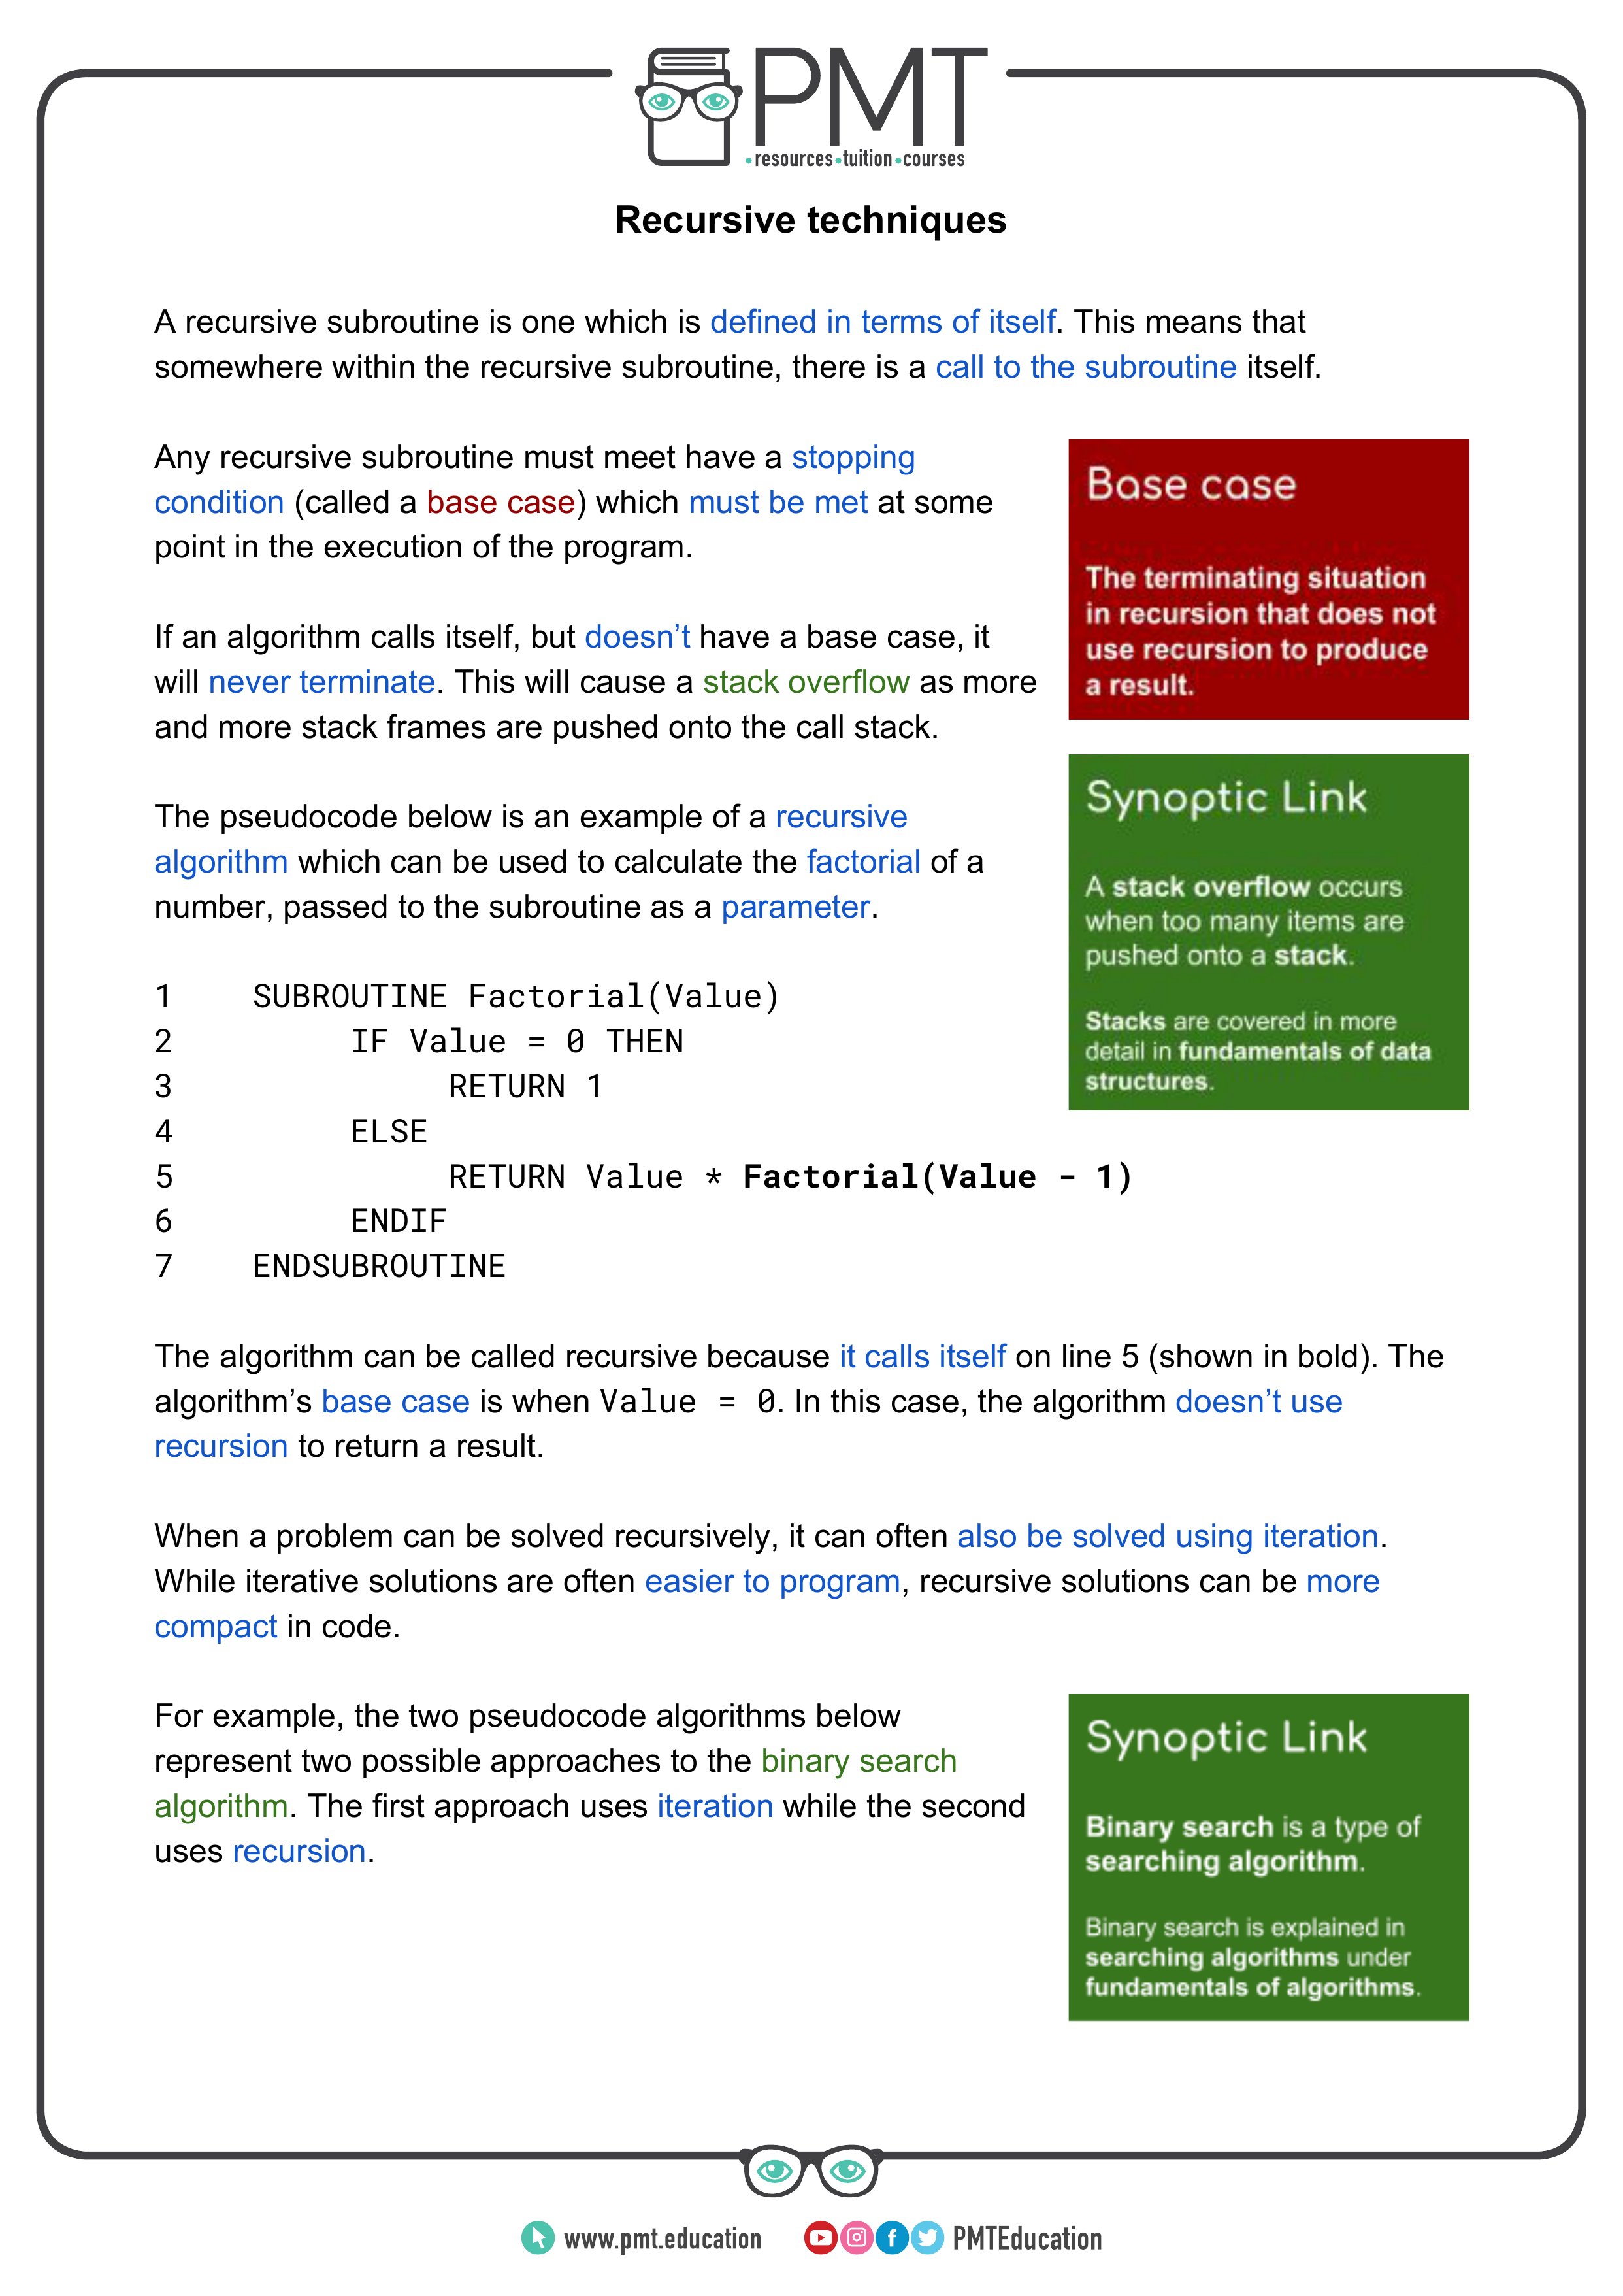 PMT
•resources•tuition•courses
Recursive techniques
A recursive subroutine is one which is defined in terms of itself. This means that
somewhere within the recursive subroutine, there is a call to the subroutine itself.
Any recursive subroutine must meet have a stopping
condition (called a base case) which must be met at some
point in the execution of the program.
If an algorithm calls itself, but doesn’t have a base case, it
will never terminate. This will cause a stack overflow as more
and more stack frames are pushed onto the call stack.
The pseudocode below is an example of a recursive
algorithm which can be used to calculate the factorial of a
number, passed to the subroutine as a parameter.
Base case
The terminating situation
in recursion that does not
use recursion to produce
a result.
Synoptic Link
A stack overflow occurs
when too many items are
pushed onto a stack.
Stacks are covered in more
detail in fundamentals of data
structures.
1 SUBROUTINE Factorial(Value)
2 IF Value = 0 THEN
3 RETURN 1
4 ELSE
5 RETURN Value * Factorial(Value - 1)
6 ENDIF
7 ENDSUBROUTINE
The algorithm can be called recursive because it calls itself on line 5 (shown in bold). The
algorithm’s base case is when Value = 0. In this case, the algorithm doesn’t use
recursion to return a result.
When a problem can be solved recursively, it can often also be solved using iteration.
While iterative solutions are often easier to program, recursive solutions can be more
compact in code.
For example, the two pseudocode algorithms below
represent two possible approaches to the binary search
algorithm. The first approach uses iteration while the second
uses recursion.
Synoptic Link
Binary search is a type of
searching algorithm.
Binary search is explained in
searching algorithms under
fundamentals of algorithms.
www.pmt.education
PMTEducation